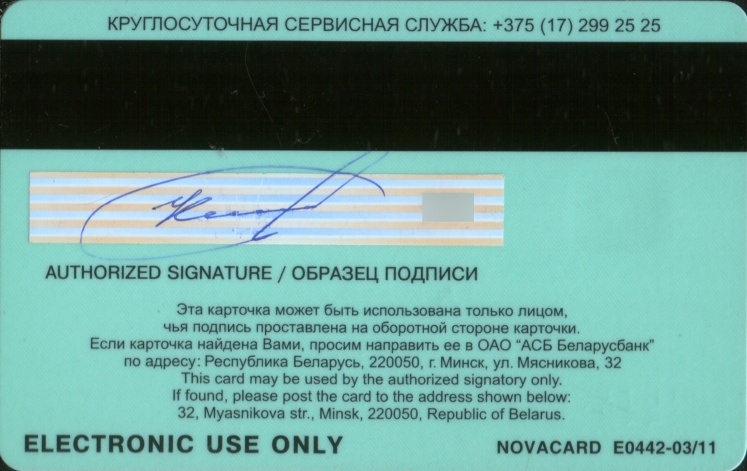 КРУГЛОСУТОЧНАЯ СЕРВИСНАЯ СЛУЖБА: +375 (17) 299 25 25
AUTHORIZED SIGNATURE / ОБРАЗЕЦ ПОДПИСИ
Эта карточка может быть использована только лицом,
чья подпись проставлена на оборотной стороне карточки.
Если карточка найдена Вами, просим направить ее в ОАО "АСБ Беларусбанк"
по адресу: Республика Беларусь, 220050, г. Минск, ул. Мясникова, 32
This card may be used by the authorized signatory only.
If found, please post the card to the address shown below:
32, Myasnikova str., Minsk, 220050, Republic of Belarus.
ELECTRONIC USE ONLY
NOVACARD E0442-03/11